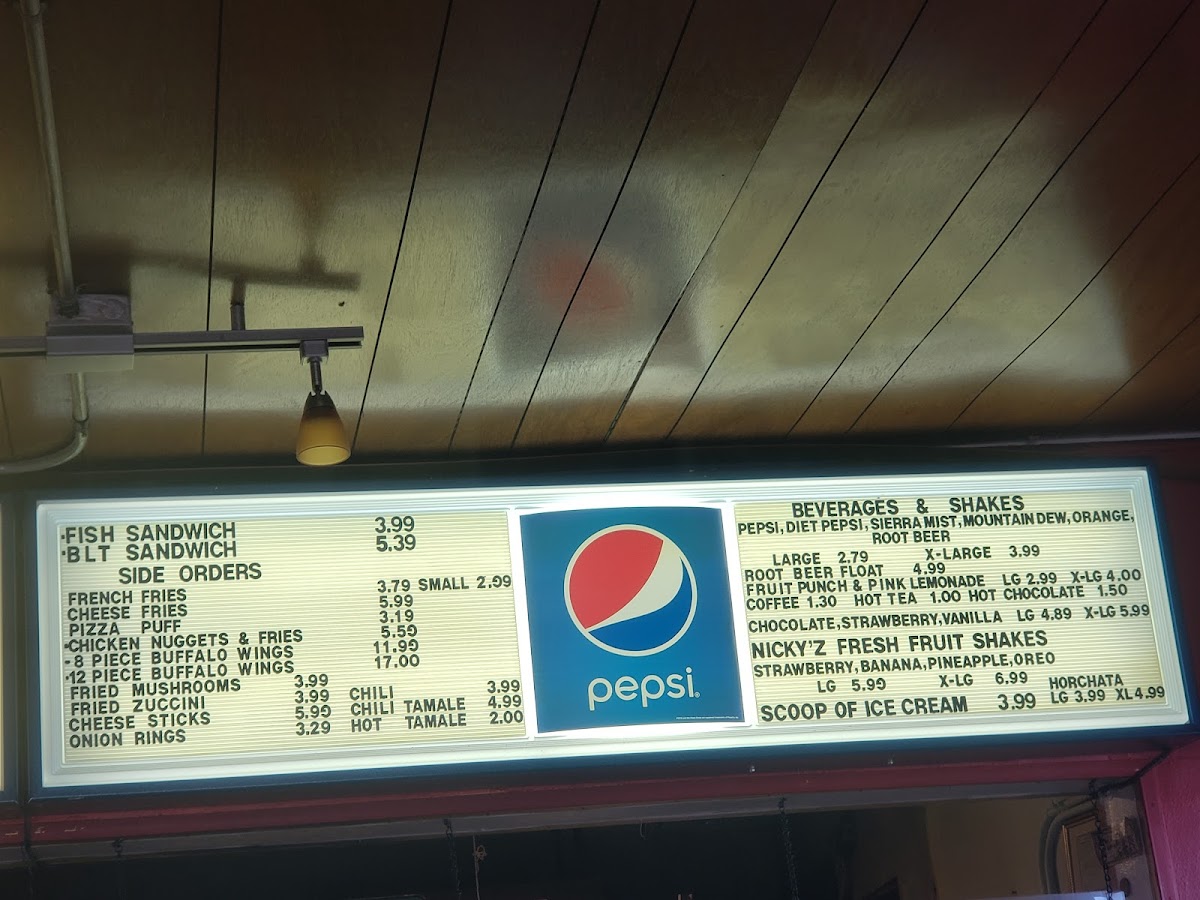 FISH SANDWICH 3.99
BLT SANDWICH 5.39
SIDE ORDERS
FRENCH FRIES 3.79 SMALL 2.99
CHEESE FRIES 5.99
PIZZA PUFF 3.19
CHICKEN NUGGETS & FRIES 5.59
8 PIECE BUFFALO WINGS 11.99
12 PIECE BUFFALO WINGS 17.00
FRIED MUSHROOMS 3.99
FRIED ZUCCINI 3.99 CHILI 3.99
CHEESE STICKS 5.99 CHILI TAMALE 4.99
ONION RINGS 3.29 HOT TAMALE 2.00
pepsi.
BEVERAGES & SHAKES
PEPSI, DIET PEPSI, SIERRA MIST, MOUNTAIN DEW, ORANGE,
ROOT BEER
LARGE 2.79 X-LARGE 3.99
ROOT BEER FLOAT 4.99
FRUIT PUNCH & PINK LEMONADE LG 2.99 X-LG 4.00
COFFEE 1.30 HOT TEA 1.00 HOT CHOCOLATE 1.50
CHOCOLATE, STRAWBERRY, VANILLA LG 4.89 X-LG 5.99
NICKY'Z FRESH FRUIT SHAKES
STRAWBERRY, BANANA, PINEAPPLE, OREO
LG 5.99 X-LG 6.99 HORCHATA
SCOOP OF ICE CREAM 3.99 LG 3.99 XL 4.99